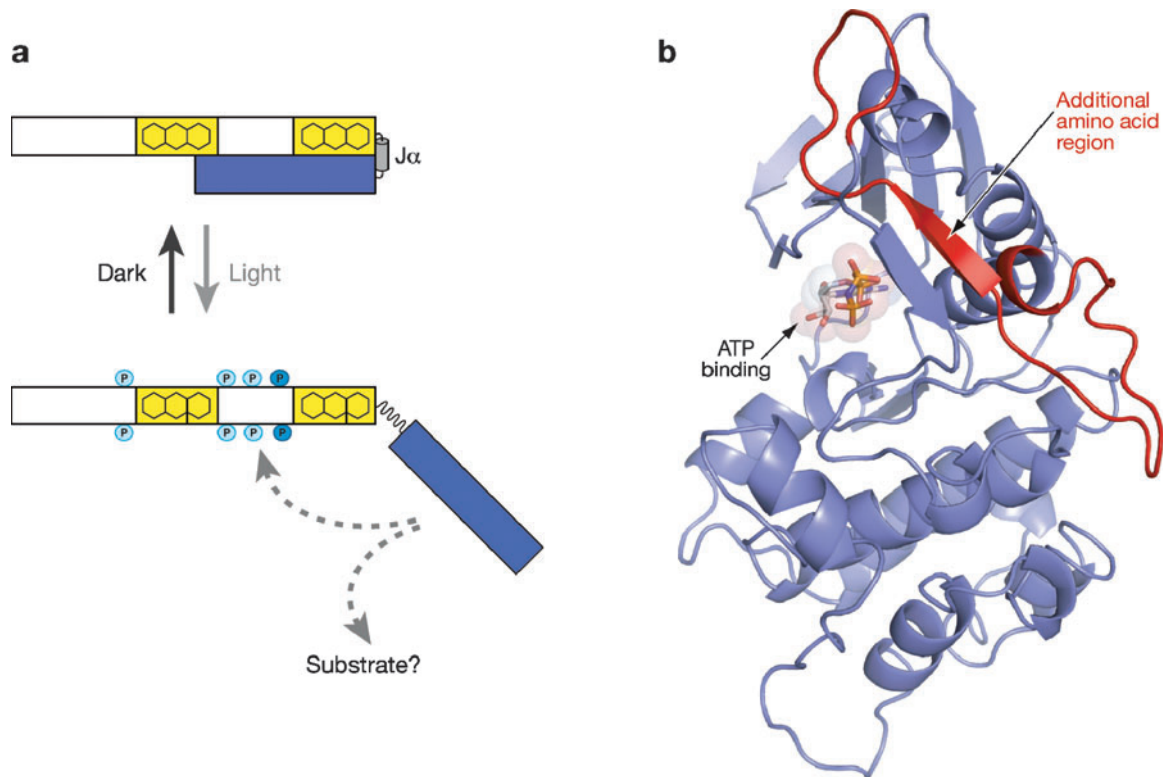 a
Jα
Dark
Light
P
P
P
P
P
P
P
P
Substrate?
b
Additional
amino acid
region
ATP
binding